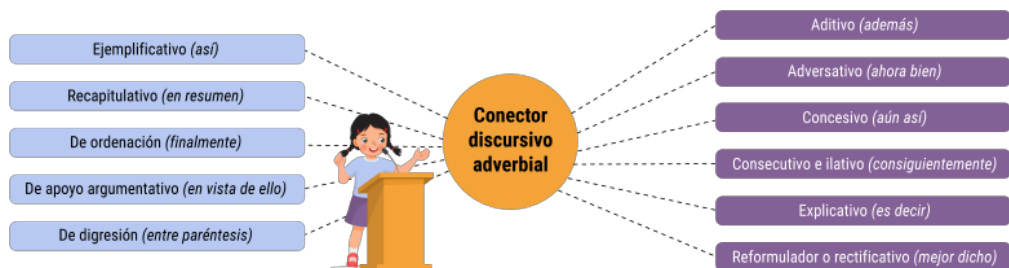 Ejemplificativo (así)
Recapitulativo (en resumen)
De ordenación (finalmente)
De apoyo argumentativo (en vista de ello)
De digresión (entre paréntesis)
Conector
discursivo
adverbial
Aditivo (además)
Adversativo (ahora bien)
Concesivo (aún así)
Consecutivo e ilativo (consiguientemente)
Explicativo (es decir)
Reformulador o rectificativo (mejor dicho)